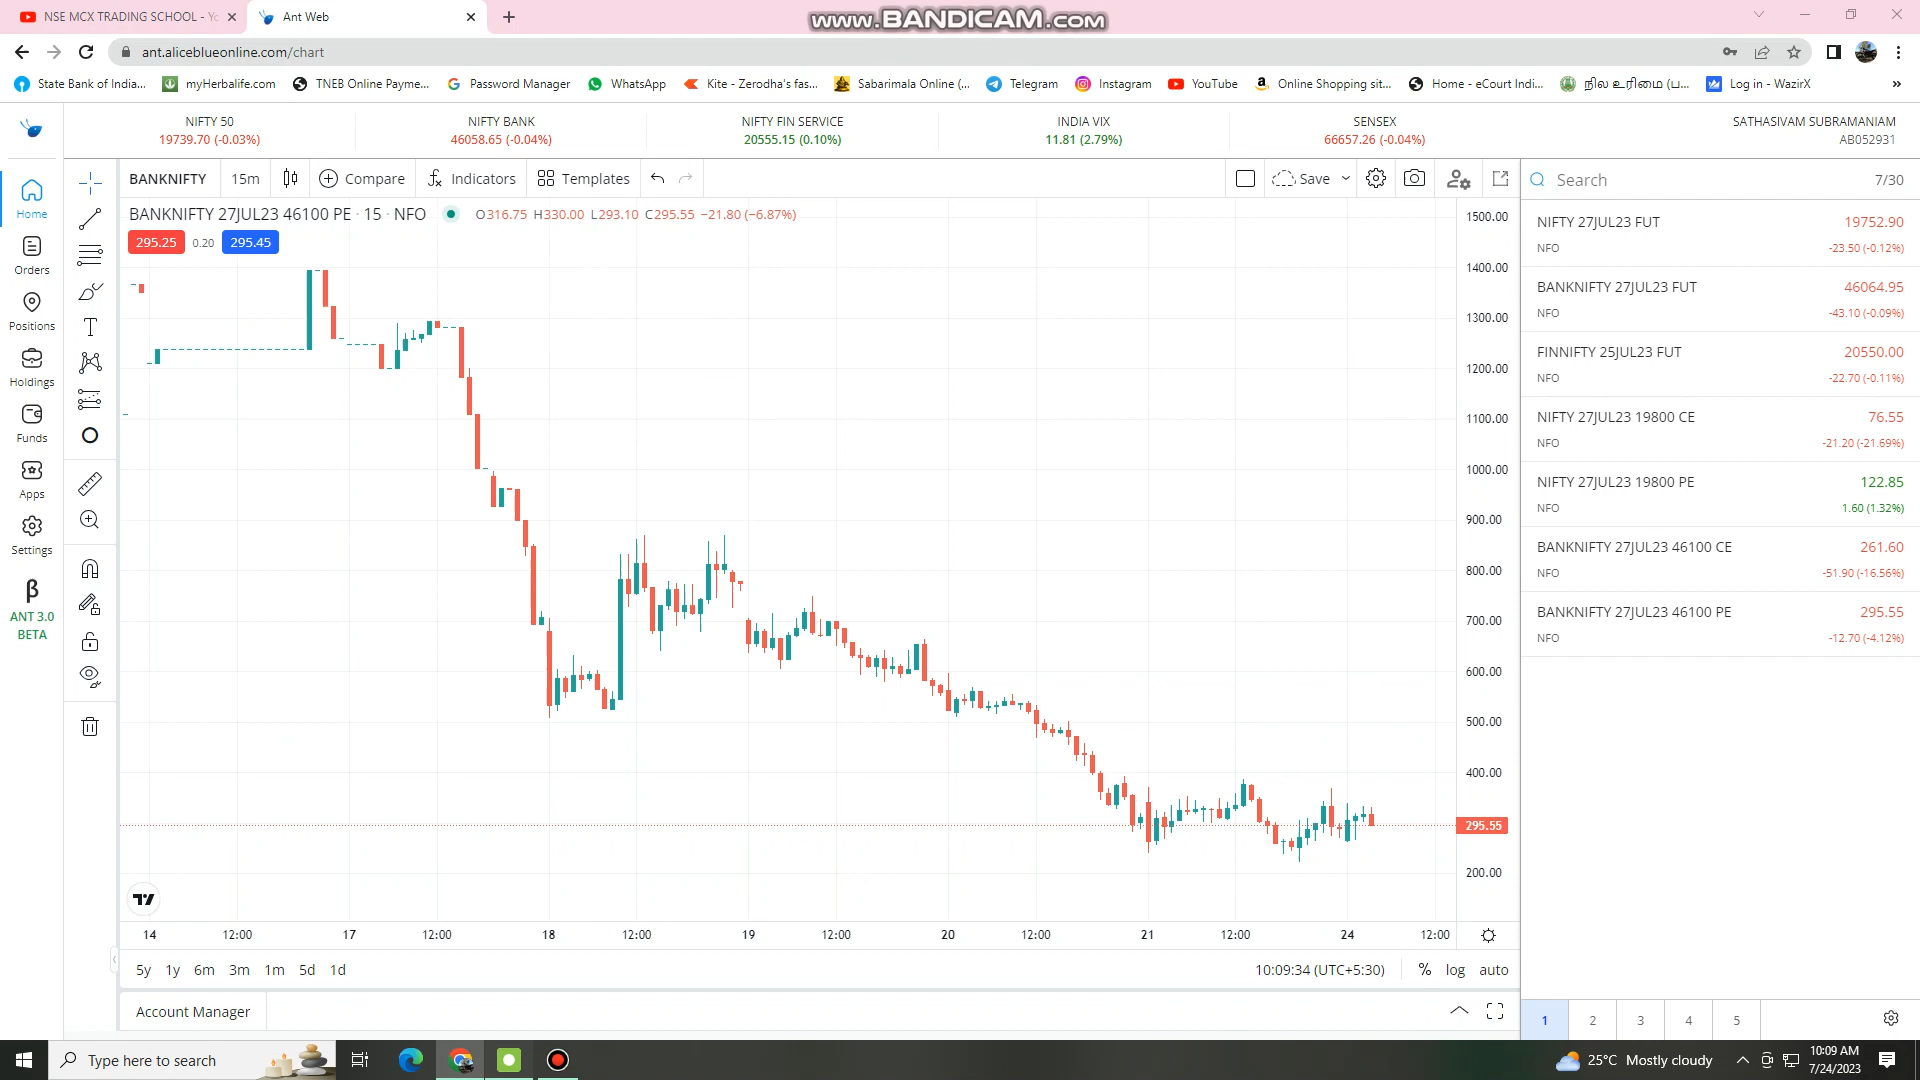 NSE MCX TRADING SCHOOL - Yo
Ant Web
www.BANDICAM.com
ant.aliceblueonline.com/chart
State Bank of India...
myHerbalife.com
TNEB Online Payme...
Password Manager
WhatsApp
Kite - Zerodha's fas...
Sabarimala Online (...
Telegram
Instagram
YouTube
Online Shopping sit...
Home - eCourt Indi...
நில உரிமை (ப...
Log in - WazirX
»
NIFTY 50
19739.70 (-0.03%)
NIFTY BANK
46058.65 (-0.04%)
NIFTY FIN SERVICE
20555.15 (0.10%)
INDIA VIX
11.81 (2.79%)
SENSEX
66657.26 (-0.04%)
SATHASIVAM SUBRAMANIAM
AB052931
Home
Orders
Positions
Holdings
Funds
Apps
Settings
β
ANT 3.0
BETA
BANKNIFTY 15m Compare Indicators Templates Save
BANKNIFTY 27JUL23 46100 PE · 15 · NFO O316.75 H330.00 L293.10 C295.55 −21.80 (−6.87%)
295.25 0.20 295.45
1500.00
1400.00
1300.00
1200.00
1100.00
1000.00
900.00
800.00
700.00
600.00
500.00
400.00
295.55
200.00
14 12:00 17 12:00 18 12:00 19 12:00 20 12:00 21 12:00 24 12:00
5y 1y 6m 3m 1m 5d 1d
10:09:34 (UTC+5:30) % log auto
Account Manager
Search 7/30
NIFTY 27JUL23 FUT 19752.90
NFO -23.50 (-0.12%)
BANKNIFTY 27JUL23 FUT 46064.95
NFO -43.10 (-0.09%)
FINNIFTY 25JUL23 FUT 20550.00
NFO -22.70 (-0.11%)
NIFTY 27JUL23 19800 CE 76.55
NFO -21.20 (-21.69%)
NIFTY 27JUL23 19800 PE 122.85
NFO 1.60 (1.32%)
BANKNIFTY 27JUL23 46100 CE 261.60
NFO -51.90 (-16.56%)
BANKNIFTY 27JUL23 46100 PE 295.55
NFO -12.70 (-4.12%)
1 2 3 4 5
Type here to search
25°C Mostly cloudy
10:09 AM
7/24/2023